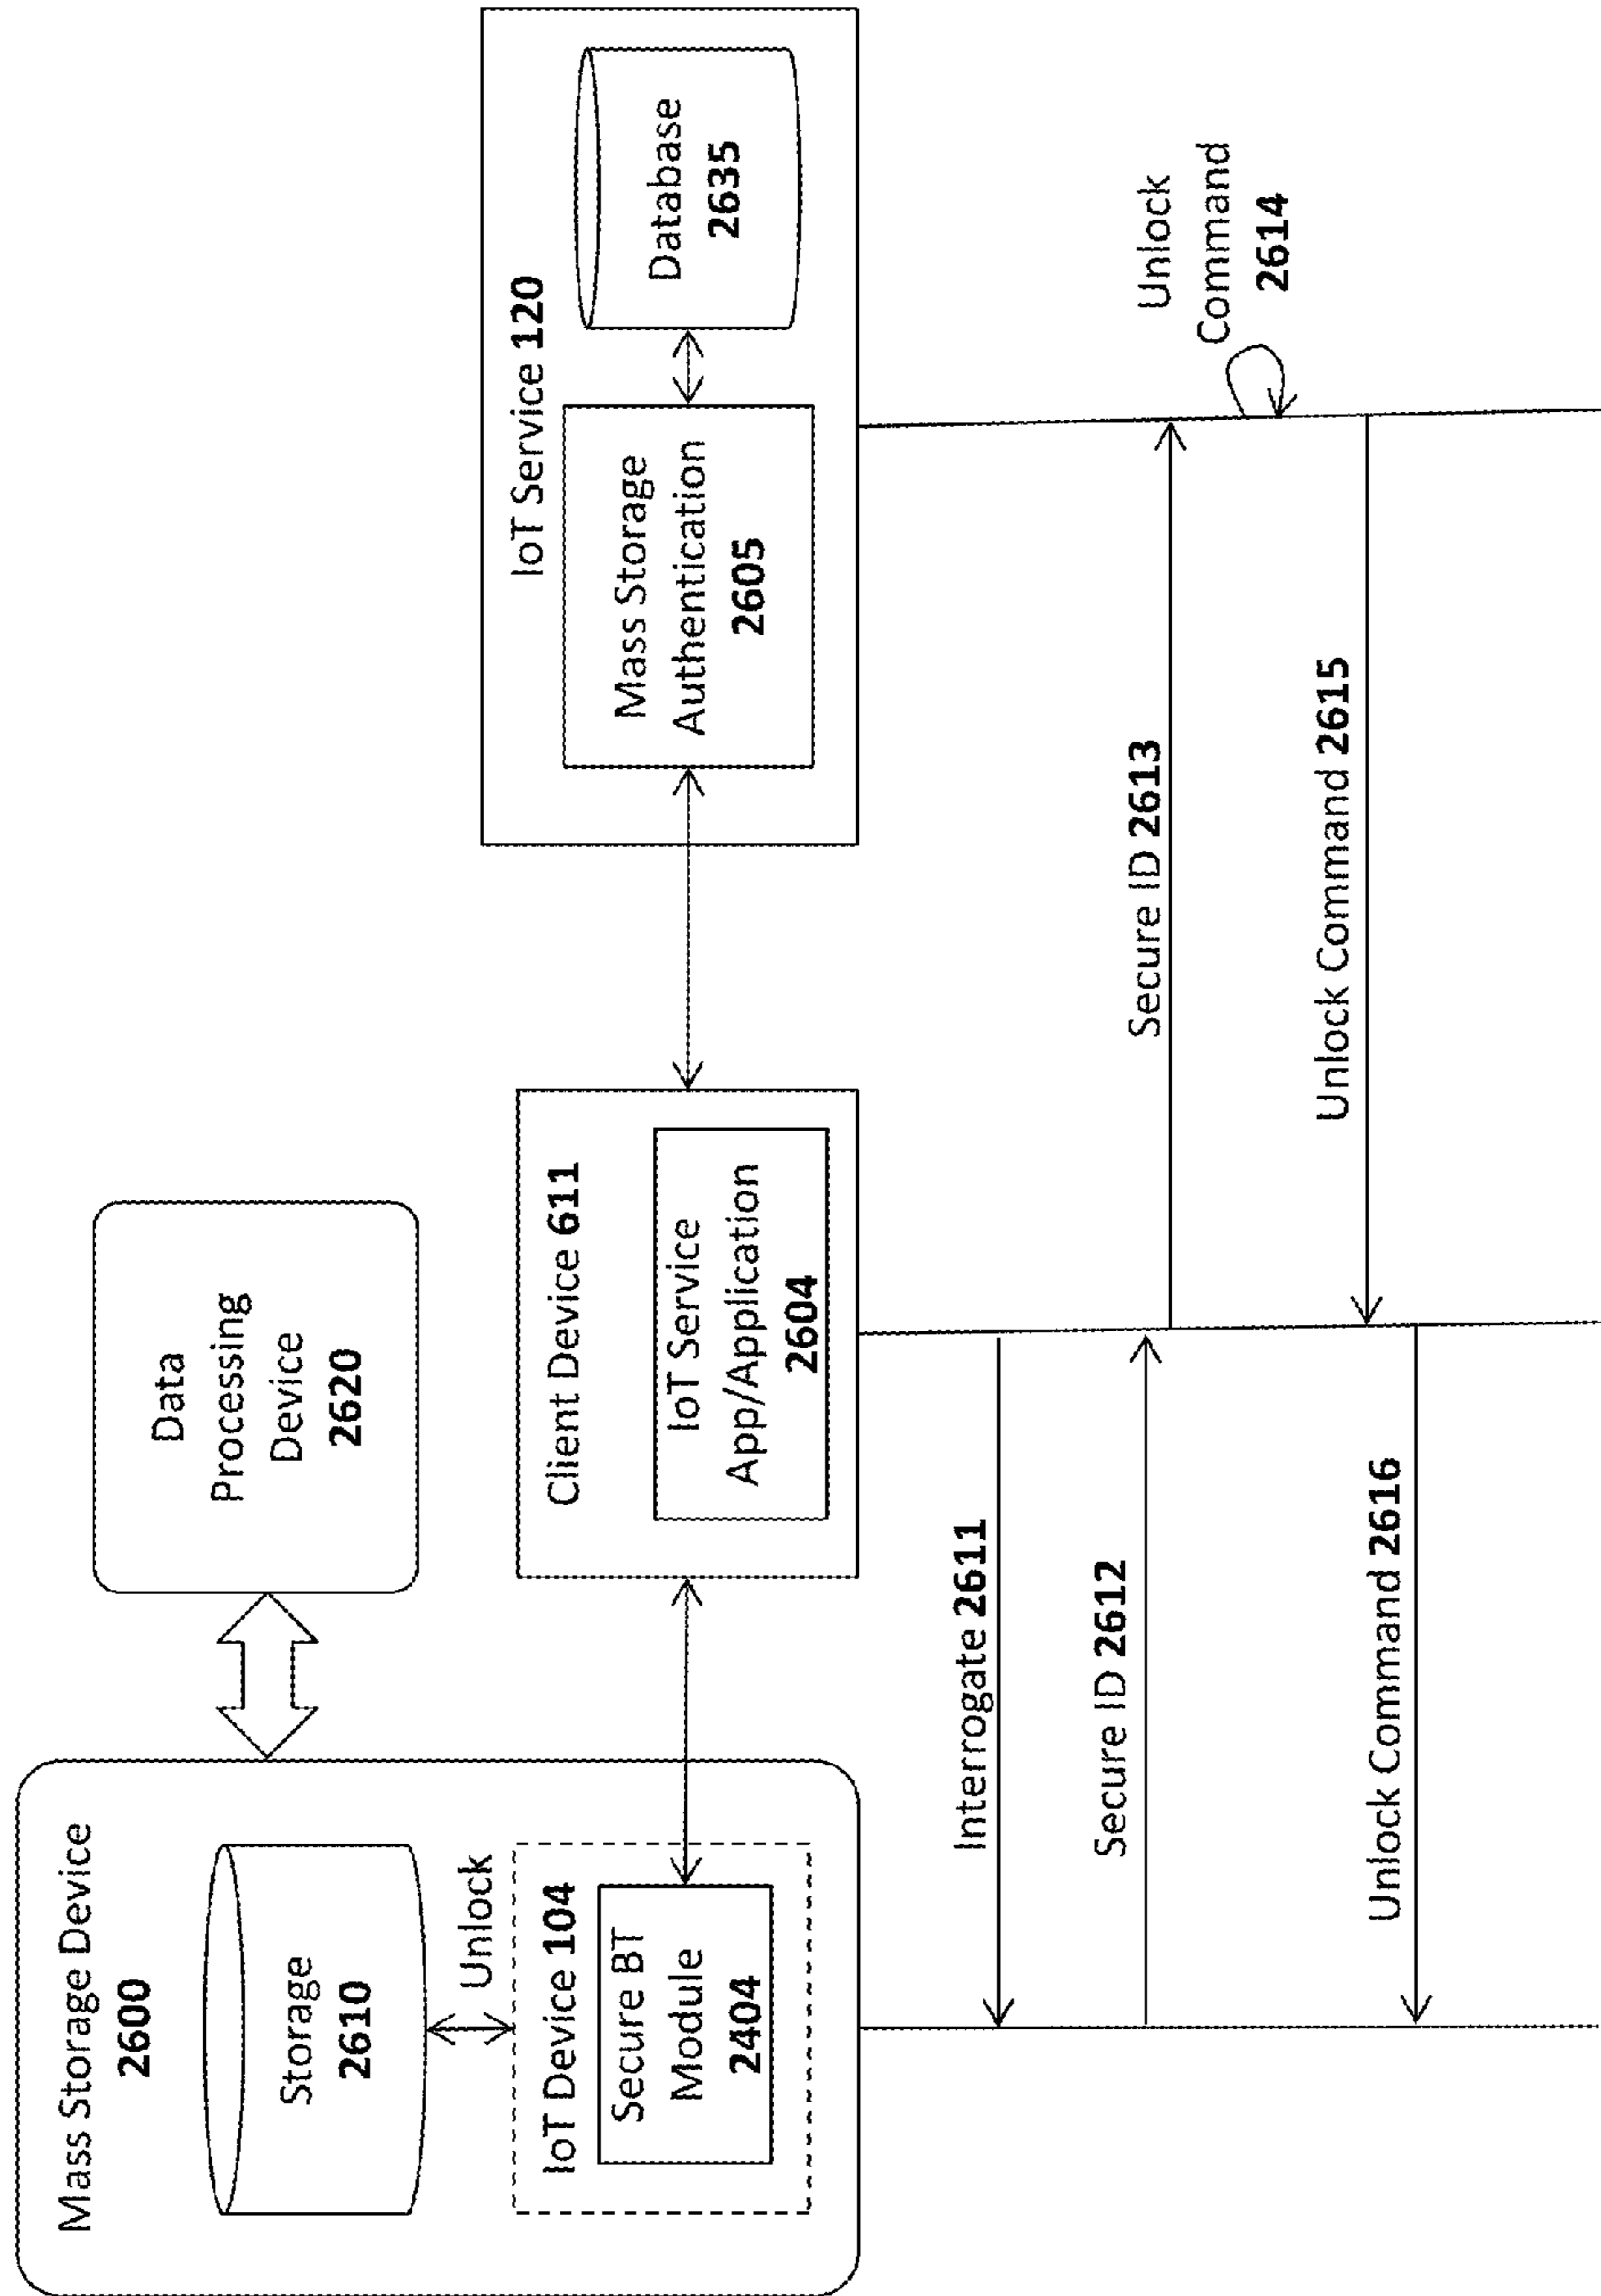 Mass Storage Device
2600
Storage
2610
Unlock
IoT Device 104
Secure BT
Module
2404
Data
Processing
Device
2620
Client Device 611
IoT Service
App/Application
2604
IoT Service 120
Mass Storage
Authentication
2605
Database
2635
Interrogate 2611
Secure ID 2612
Secure ID 2613
Unlock
Command
2614
Unlock Command 2615
Unlock Command 2616